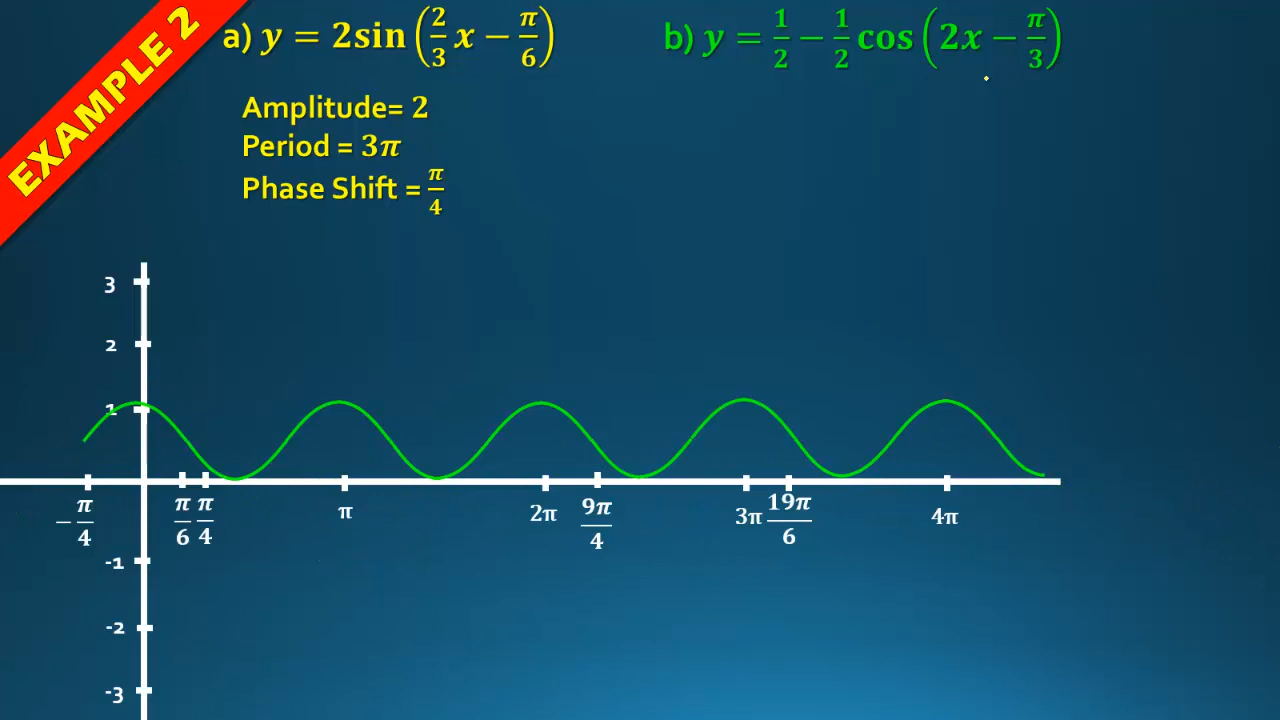 EXAMPLE 2
a) y = 2sin(2/3 x − π/6)
b) y = 1/2 − 1/2 cos(2x − π/3)
Amplitude= 2
Period = 3π
Phase Shift = π/4
3
2
1
-1
-2
-3
−π/4 π/6 π/4 π 2π 9π/4 3π 19π/6 4π